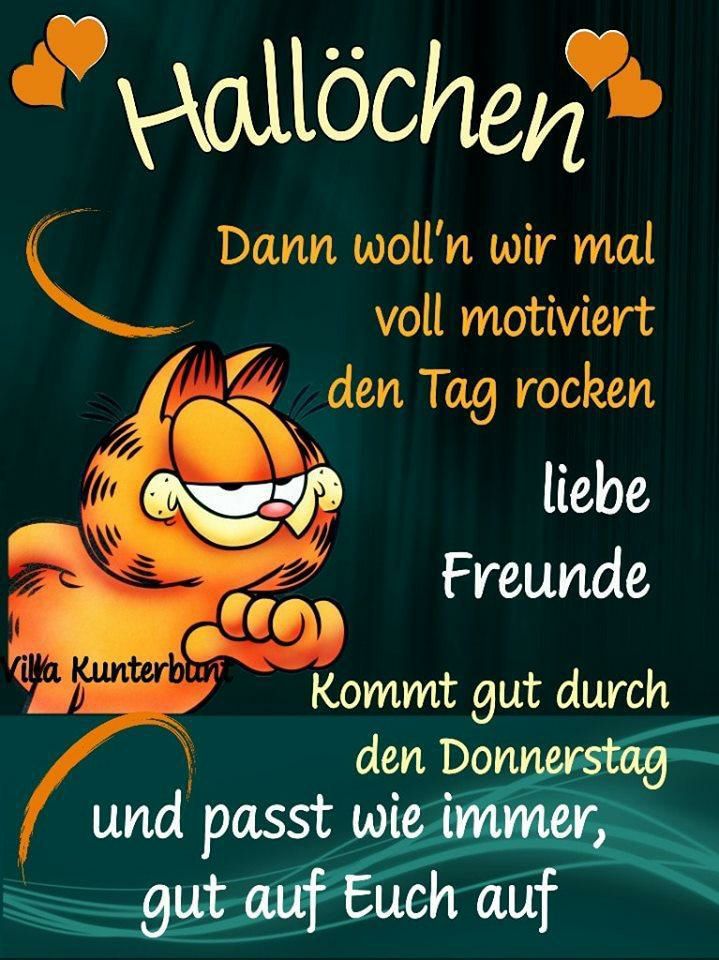 Hallöchen
Dann woll'n wir mal
voll motiviert
den Tag rocken
liebe
Freunde
Villa Kunterbunt
Kommt gut durch
den Donnerstag
und passt wie immer,
gut auf Euch auf